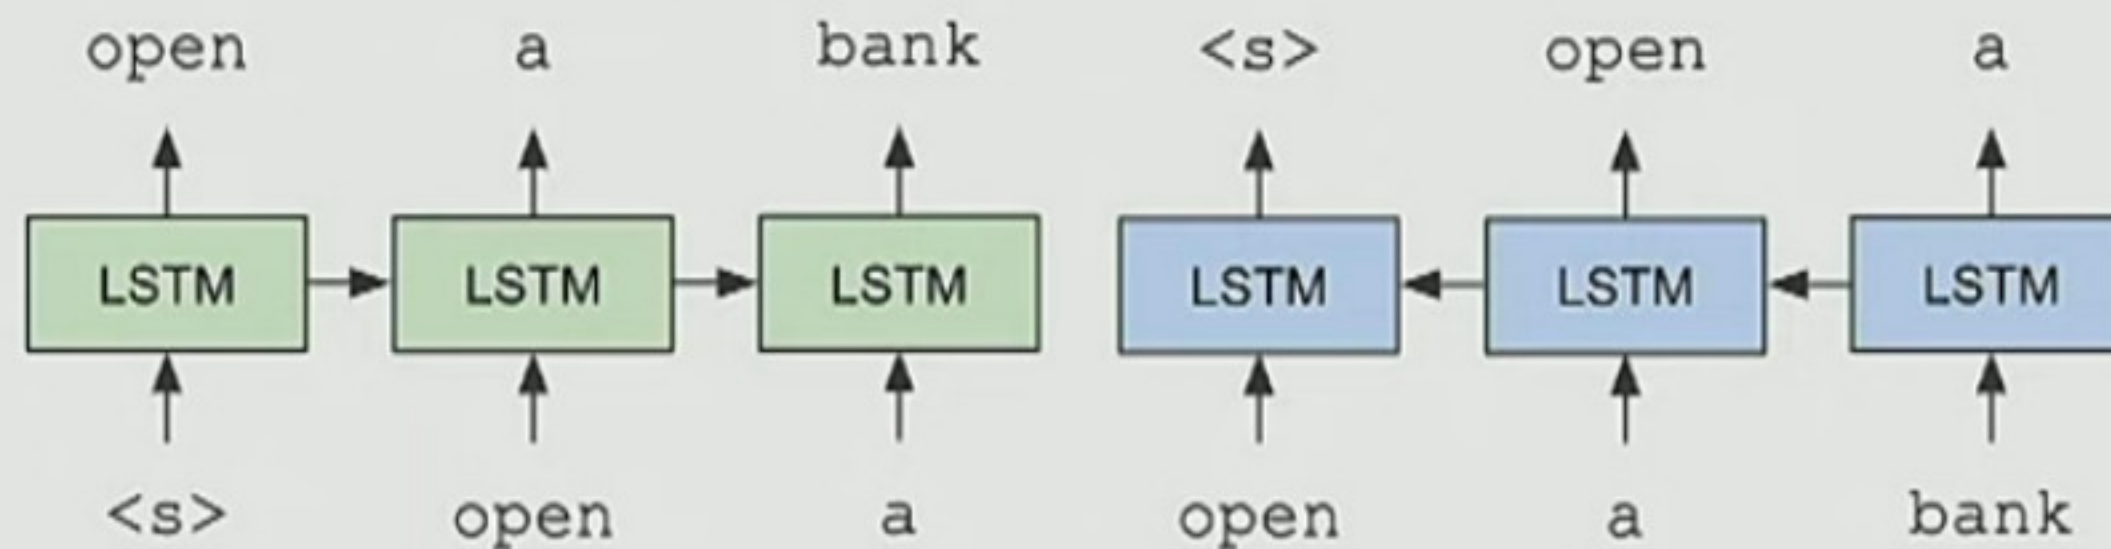 open a bank <s> open a
LSTM LSTM LSTM LSTM LSTM LSTM
<s> open a open a bank